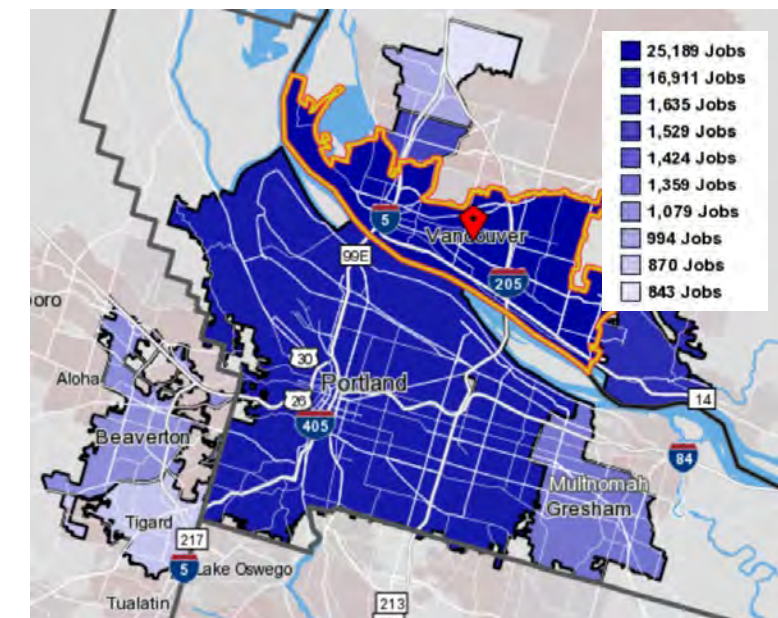 25,189 Jobs
16,911 Jobs
1,635 Jobs
1,529 Jobs
1,424 Jobs
1,359 Jobs
1,079 Jobs
994 Jobs
870 Jobs
843 Jobs
5
Vancouver
99E
205
oro
30
Portland
Aloha
26
14
405
Beaverton
84
Multnomah
Gresham
Tigard
217
5
Lake Oswego
Tualatin
213